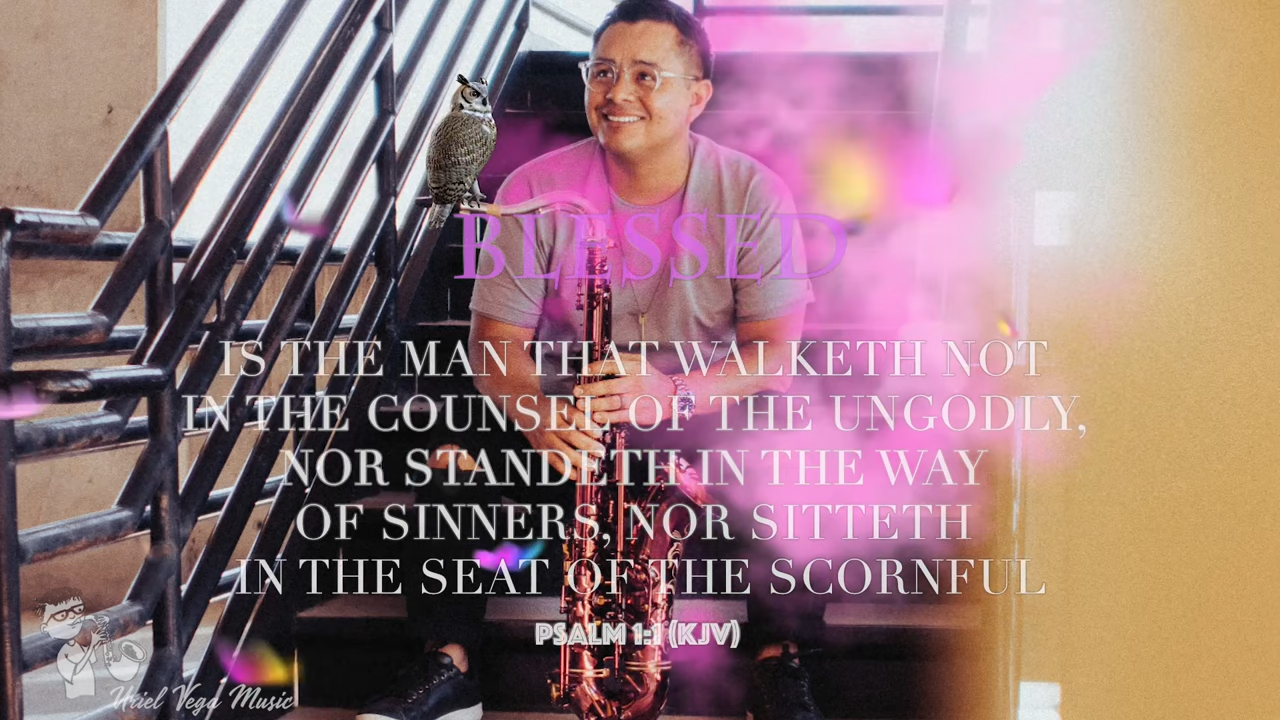 BLESSED
IS THE MAN THAT WALKETH NOT
IN THE COUNSEL OF THE UNGODLY,
NOR STANDETH IN THE WAY
OF SINNERS, NOR SITTETH
IN THE SEAT OF THE SCORNFUL
PSALM 1:1 (KJV)
Uriel Vega Music